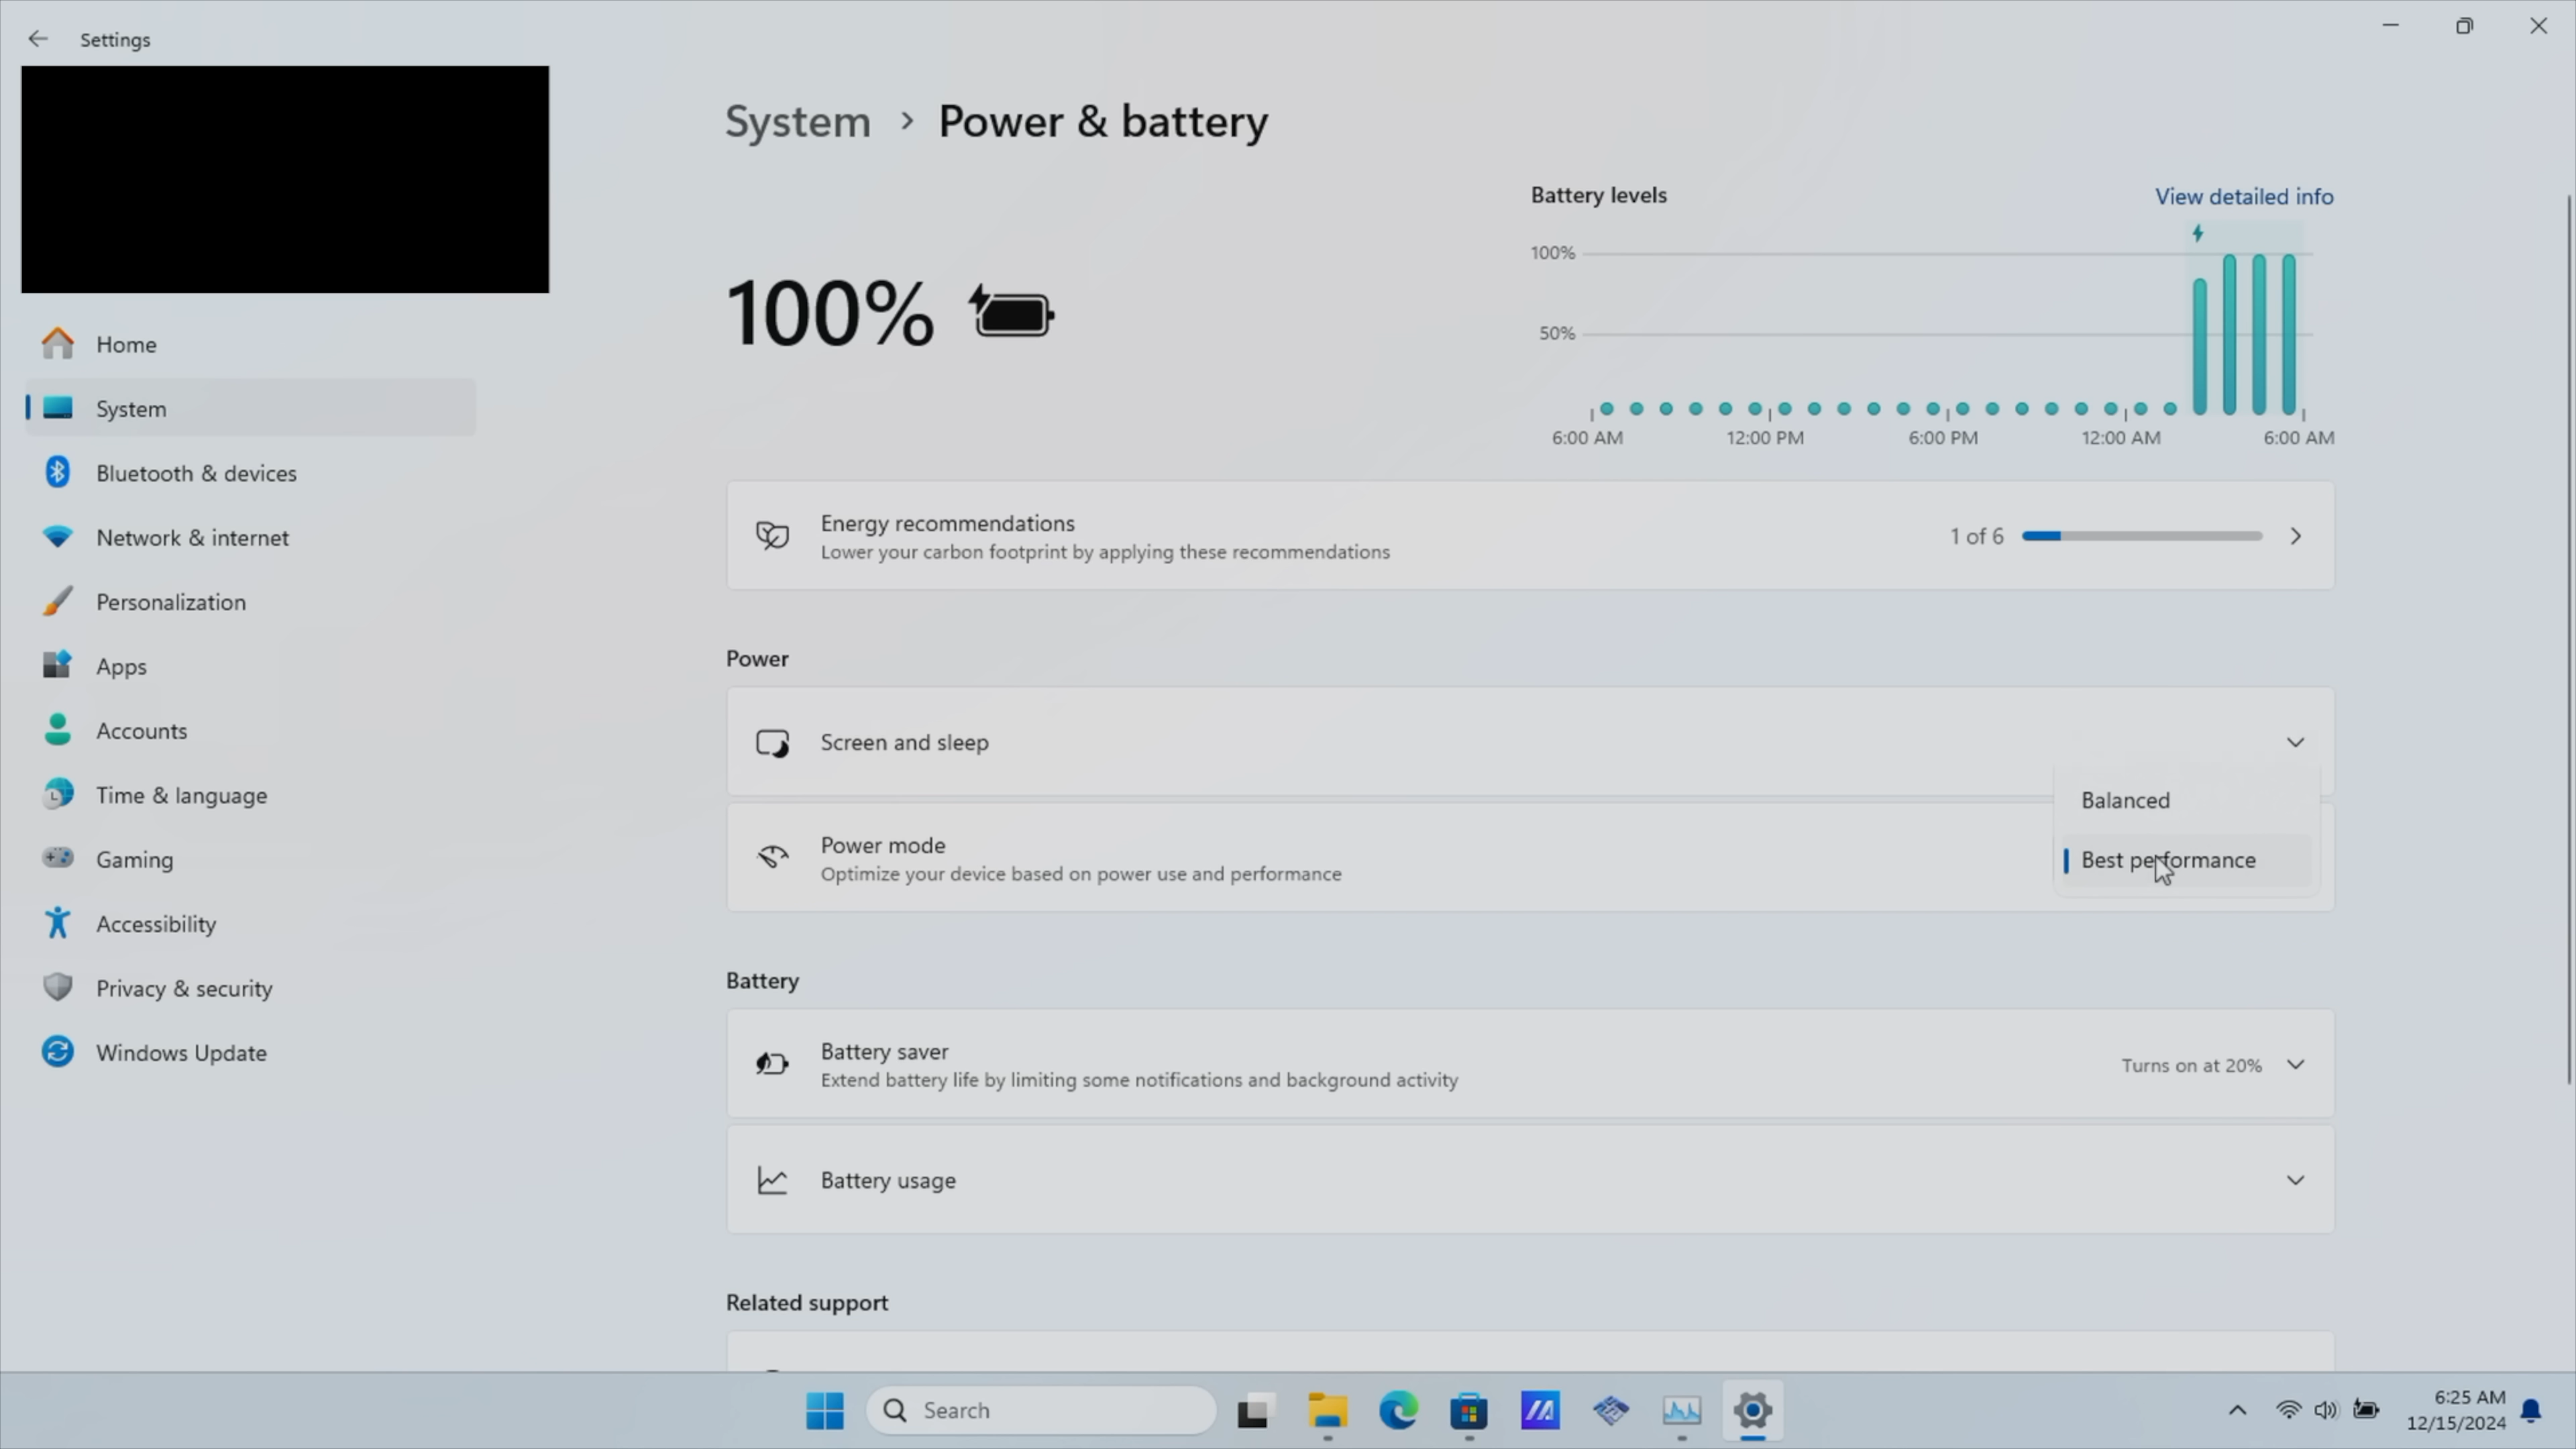 Settings
System > Power & battery
Battery levels
View detailed info
100%
50%
6:00 AM 12:00 PM 6:00 PM 12:00 AM 6:00 AM
100%
Home
System
Bluetooth & devices
Network & internet
Personalization
Apps
Accounts
Time & language
Gaming
Accessibility
Privacy & security
Windows Update
Energy recommendations
Lower your carbon footprint by applying these recommendations
1 of 6
Power
Screen and sleep
Power mode
Optimize your device based on power use and performance
Balanced
Best performance
Battery
Battery saver
Extend battery life by limiting some notifications and background activity
Turns on at 20%
Battery usage
Related support
Search
6:25 AM
12/15/2024